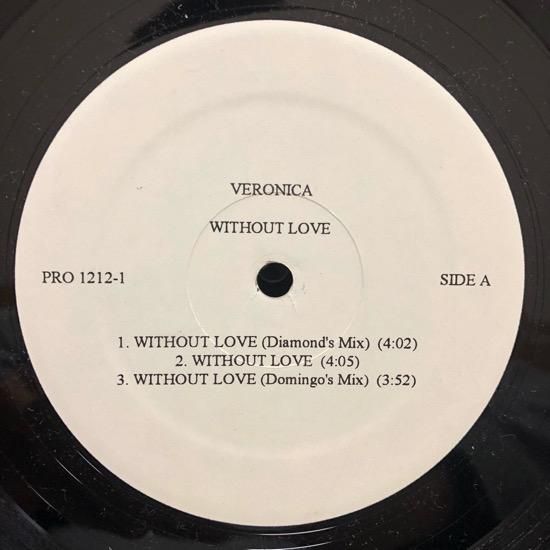 VERONICA
WITHOUT LOVE
PRO 1212-1
SIDE A
1. WITHOUT LOVE (Diamond's Mix) (4:02)
2. WITHOUT LOVE (4:05)
3. WITHOUT LOVE (Domingo's Mix) (3:52)